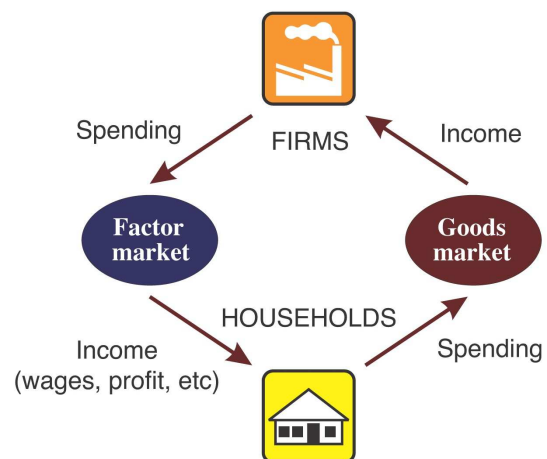 Spending
FIRMS
Income
Factor
market
Goods
market
HOUSEHOLDS
Income
(wages, profit, etc)
Spending